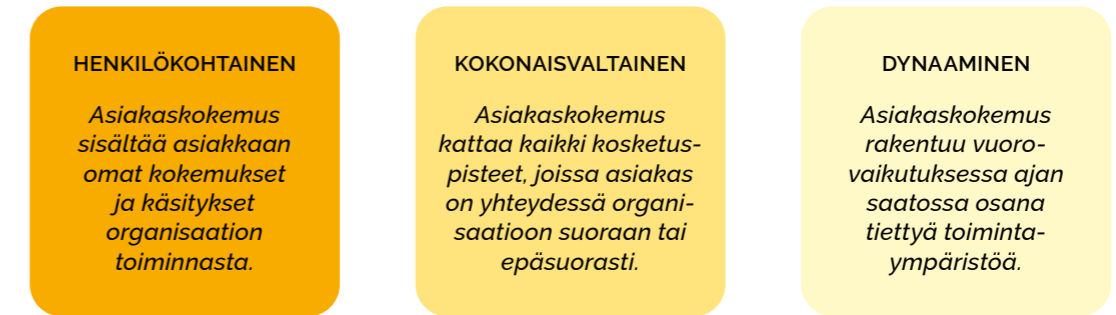 HENKILÖKOHTAINEN
Asiakaskokemus
sisältää asiakkaan
omat kokemukset
ja käsitykset
organisaation
toiminnasta.
KOKONAISVALTAINEN
Asiakaskokemus
kattaa kaikki kosketus-
pisteet, joissa asiakas
on yhteydessä organi-
saatioon suoraan tai
epäsuorasti.
DYNAAMINEN
Asiakaskokemus
rakentuu vuoro-
vaikutuksessa ajan
saatossa osana
tiettyä toiminta-
ympäristöä.